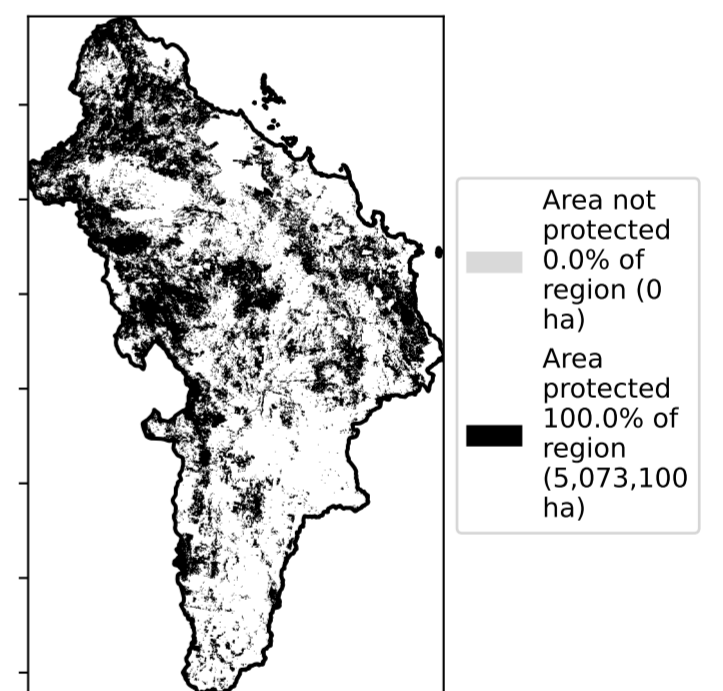 Area not
protected
0.0% of
region (0
ha)
Area
protected
100.0% of
region
(5,073,100
ha)